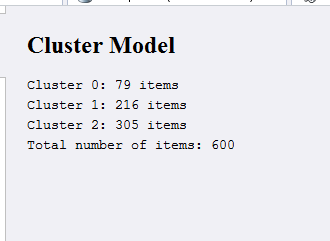 Cluster Model
Cluster 0: 79 items
Cluster 1: 216 items
Cluster 2: 305 items
Total number of items: 600